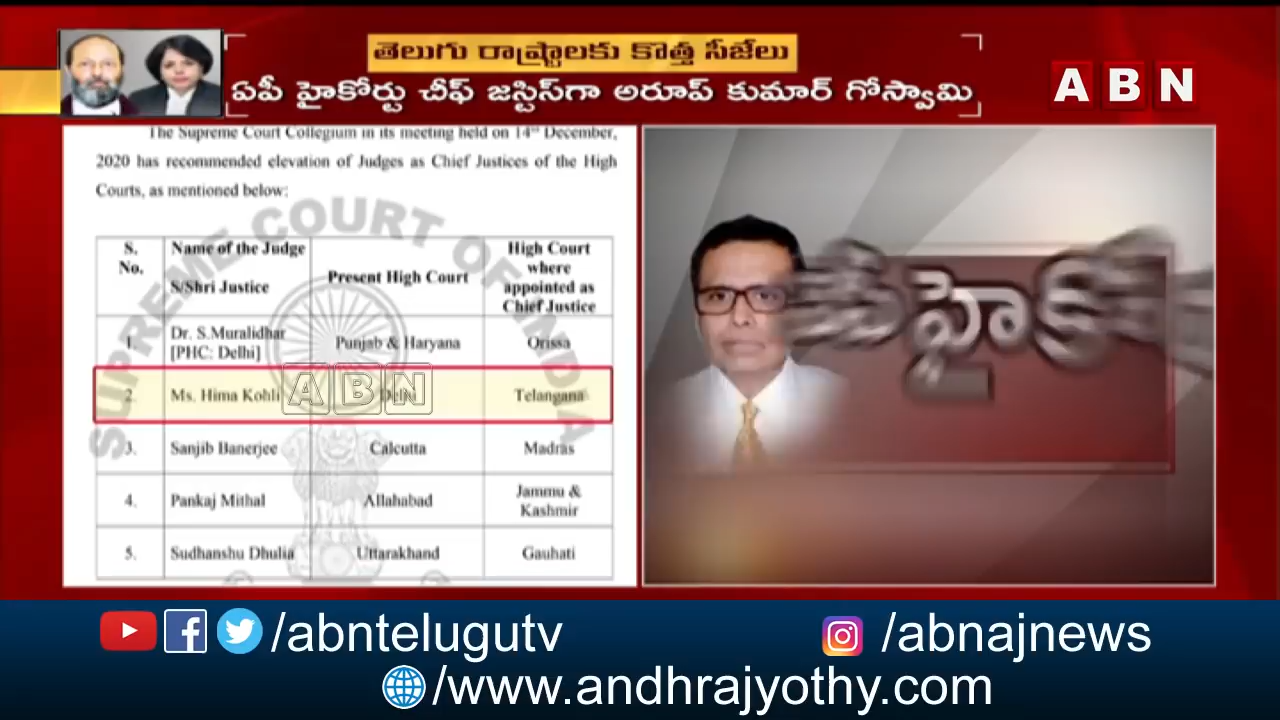 తెలుగు రాష్ట్రాలకు కొత్త సీజేలు
ఏపీ హైకోర్టు చీఫ్ జస్టిస్‌గా అరూప్ కుమార్ గోస్వామి
ABN
The Supreme Court Collegium in its meeting held on 14th December,
2020 has recommended elevation of Judges as Chief Justices of the High
Courts, as mentioned below:
SUPREME COURT OF INDIA
S. No. Name of the Judge S/Shri Justice Present High Court High Court where appointed as Chief Justice
1. Dr. S.Muralidhar [PHC: Delhi] Punjab & Haryana Orissa
2. Ms. Hima Kohli Delhi Telangana
ABN
3. Sanjib Banerjee Calcutta Madras
4. Pankaj Mithal Allahabad Jammu & Kashmir
5. Sudhanshu Dhulia Uttarakhand Gauhati
/abntelugutv
/abnajnews
/www.andhrajyothy.com